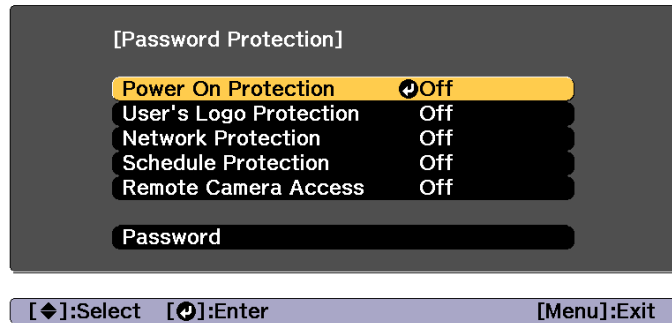 [Password Protection]
Power On Protection Off
User's Logo Protection Off
Network Protection Off
Schedule Protection Off
Remote Camera Access Off
Password
[◆]:Select [↵]:Enter [Menu]:Exit